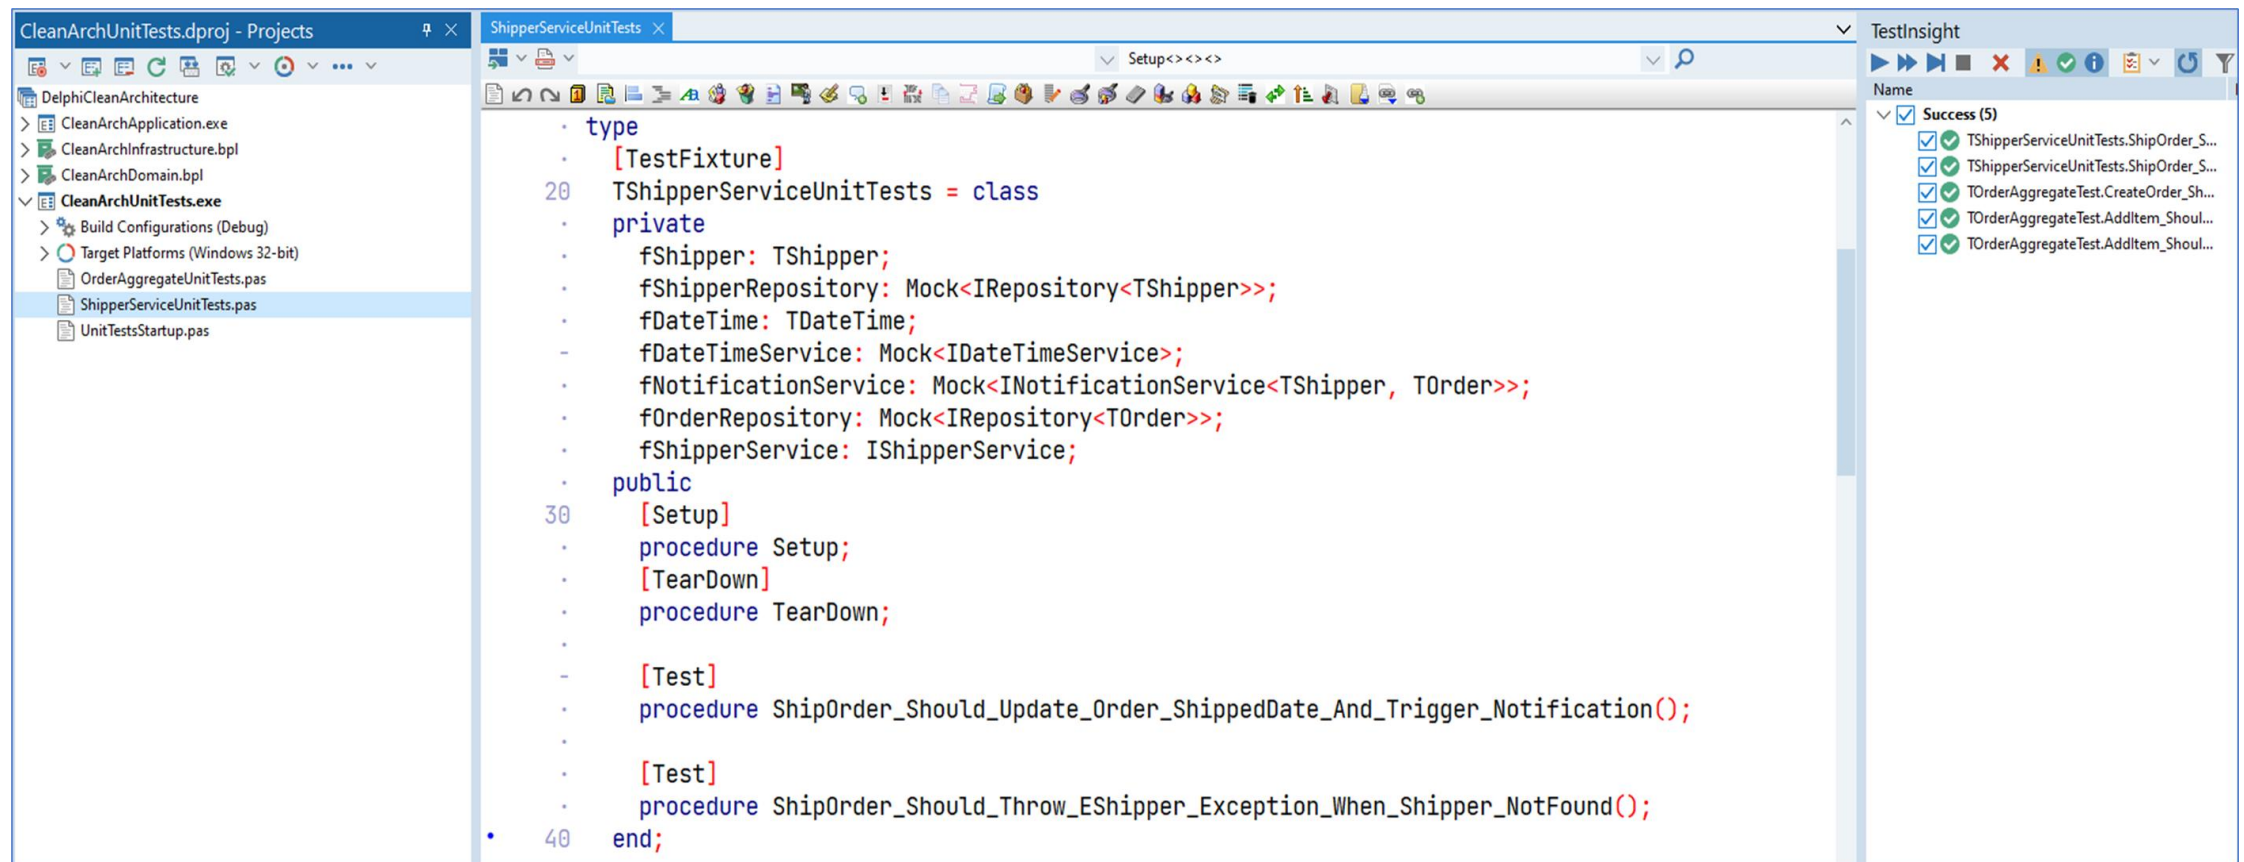 CleanArchUnitTests.dproj - Projects
DelphiCleanArchitecture
CleanArchApplication.exe
CleanArchInfrastructure.bpl
CleanArchDomain.bpl
CleanArchUnitTests.exe
Build Configurations (Debug)
Target Platforms (Windows 32-bit)
OrderAggregateUnitTests.pas
ShipperServiceUnitTests.pas
UnitTestsStartup.pas
ShipperServiceUnitTests
Setup<><><>
type
[TestFixture]
20 TShipperServiceUnitTests = class
private
fShipper: TShipper;
fShipperRepository: Mock<IRepository<TShipper>>;
fDateTime: TDateTime;
fDateTimeService: Mock<IDateTimeService>;
fNotificationService: Mock<INotificationService<TShipper, TOrder>>;
fOrderRepository: Mock<IRepository<TOrder>>;
fShipperService: IShipperService;
public
30 [Setup]
procedure Setup;
[TearDown]
procedure TearDown;
[Test]
procedure ShipOrder_Should_Update_Order_ShippedDate_And_Trigger_Notification();
[Test]
procedure ShipOrder_Should_Throw_EShipper_Exception_When_Shipper_NotFound();
40 end;
TestInsight
Name
Success (5)
TShipperServiceUnitTests.ShipOrder_S...
TShipperServiceUnitTests.ShipOrder_S...
TOrderAggregateTest.CreateOrder_Sh...
TOrderAggregateTest.AddItem_Shoul...
TOrderAggregateTest.AddItem_Shoul...